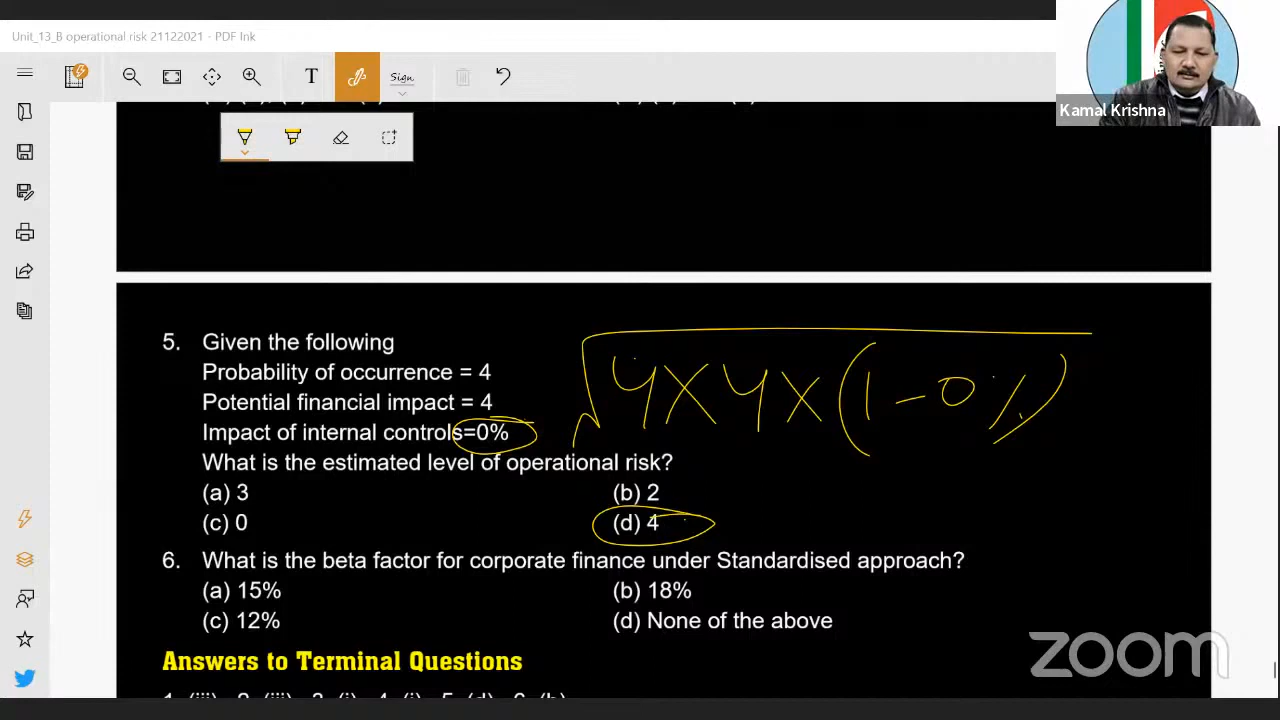 Unit_13_B operational risk 21122021 - PDF Ink
T
Sign
Kamal Krishna
5. Given the following
Probability of occurrence = 4
Potential financial impact = 4
Impact of internal controls=0%
√4 X 4 X (1 - 0%)
What is the estimated level of operational risk?
(a) 3 (b) 2
(c) 0 (d) 4
6. What is the beta factor for corporate finance under Standardised approach?
(a) 15% (b) 18%
(c) 12% (d) None of the above
zoom
Answers to Terminal Questions